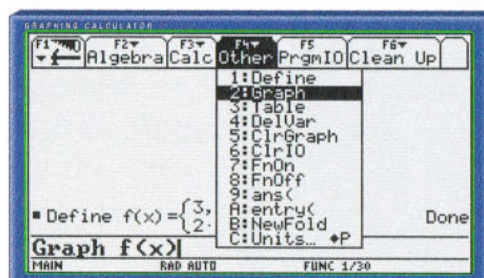 GRAPHING CALCULATOR
F1 F2 Algebra F3 Calc F4 Other F5 PrgmIO F6 Clean Up
1:Define
2:Graph
3:Table
4:DelVar
5:ClrGraph
6:ClrIO
7:FnOn
8:FnOff
9:ans(
A:entry(
B:NewFold
C:Units… ◆P
▪ Define f(x)={3, 2· Done
Graph f(x)
MAIN RAD AUTO FUNC 1/30